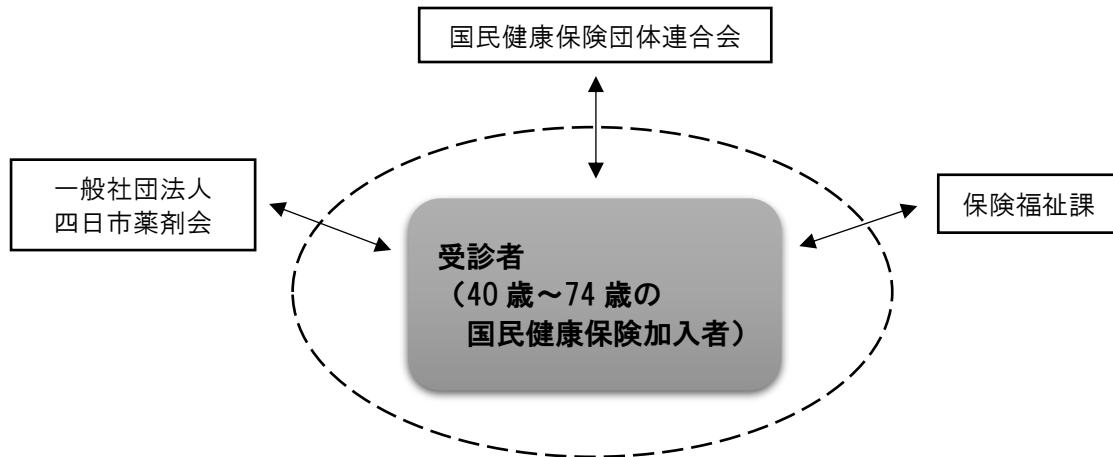 国民健康保険団体連合会
一般社団法人
四日市薬剤会
保険福祉課
受診者
（40 歳～74 歳の
国民健康保険加入者）